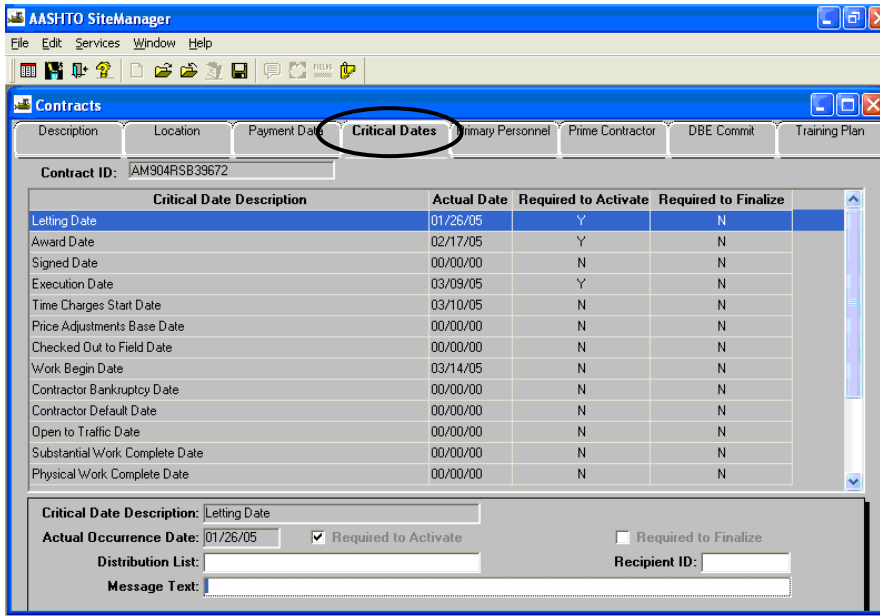 AASHTO SiteManager
File Edit Services Window Help
FIELDS
Contracts
Description Location Payment Data Critical Dates Primary Personnel Prime Contractor DBE Commit Training Plan
Contract ID: AM904RSB39672
Critical Date Description Actual Date Required to Activate Required to Finalize
Letting Date 01/26/05 Y N
Award Date 02/17/05 Y N
Signed Date 00/00/00 N N
Execution Date 03/09/05 Y N
Time Charges Start Date 03/10/05 N N
Price Adjustments Base Date 00/00/00 N N
Checked Out to Field Date 00/00/00 N N
Work Begin Date 03/14/05 N N
Contractor Bankruptcy Date 00/00/00 N N
Contractor Default Date 00/00/00 N N
Open to Traffic Date 00/00/00 N N
Substantial Work Complete Date 00/00/00 N N
Physical Work Complete Date 00/00/00 N N
Critical Date Description: Letting Date
Actual Occurrence Date: 01/26/05 Required to Activate Required to Finalize
Distribution List: Recipient ID:
Message Text: